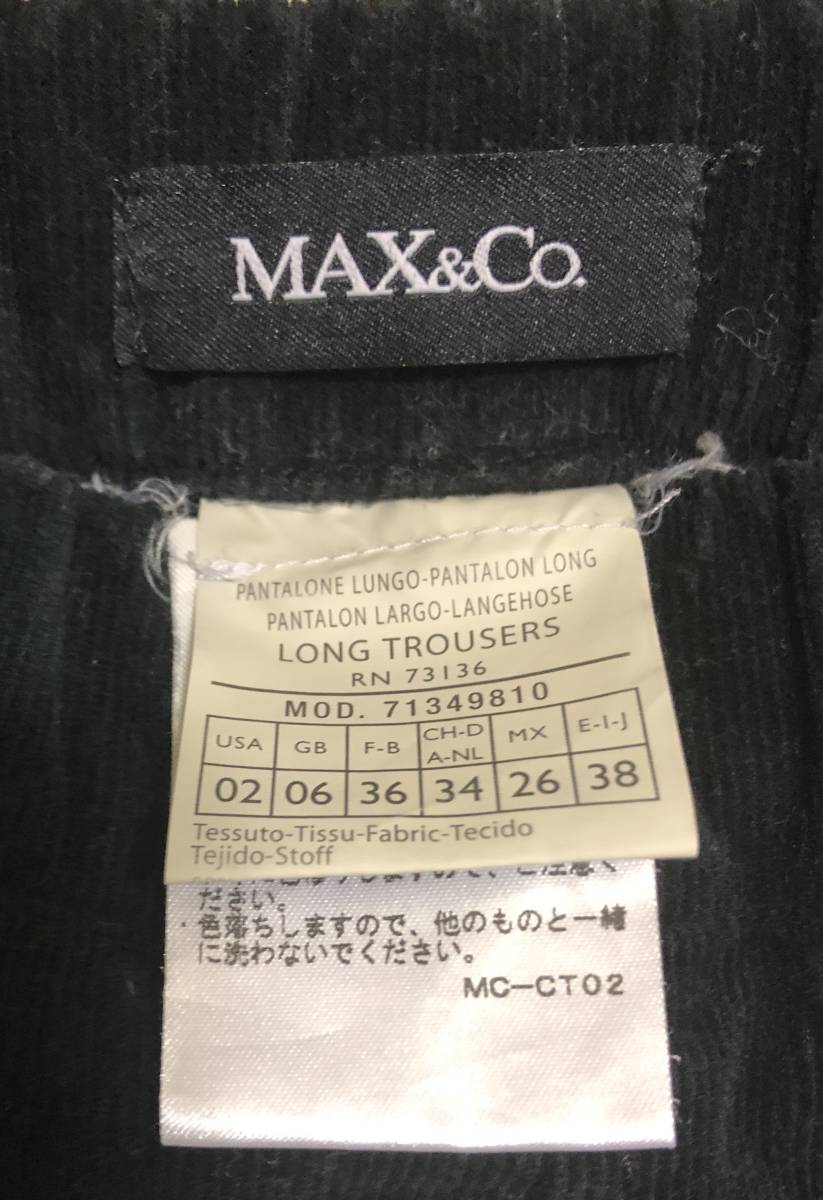 MAX&Co.
PANTALONE LUNGO-PANTALON LONG
PANTALON LARGO-LANGEHOSE
LONG TROUSERS
RN 73136
MOD. 71349810
USA GB F-B CH-D A-NL MX E-I-J
02 06 36 34 26 38
Tessuto-Tissu-Fabric-Tecido
Tejido-Stoff
ださい。
・色落ちしますので、他のものと一緒
に洗わないでください。
MC-CT02